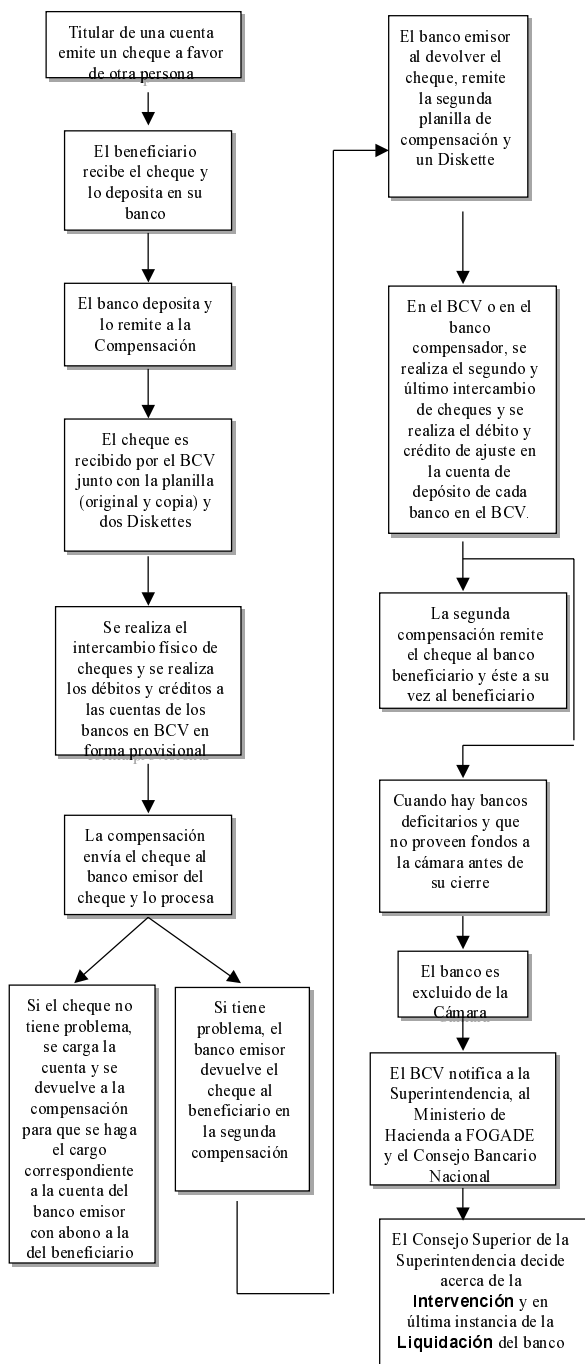 Titular de una cuenta
emite un cheque a favor
de otra persona
El beneficiario
recibe el cheque y
lo deposita en su
banco
El banco deposita y
lo remite a la
Compensación
El cheque es
recibido por el BCV
junto con la planilla
(original y copia) y
dos Diskettes
Se realiza el
intercambio físico de
cheques y se realiza
los débitos y créditos a
las cuentas de los
bancos en BCV en
forma provisional
La compensación
envía el cheque al
banco emisor del
cheque y lo procesa
Si el cheque no
tiene problema,
se carga la
cuenta y se
devuelve a la
compensación
para que se haga
el cargo
correspondiente
a la cuenta del
banco emisor
con abono a la
del beneficiario
Si tiene
problema, el
banco emisor
devuelve el
cheque al
beneficiario en
la segunda
compensación
El banco emisor
al devolver el
cheque, remite
la segunda
planilla de
compensación y
un Diskette
En el BCV o en el
banco
compensador, se
realiza el segundo y
último intercambio
de cheques y se
realiza el débito y
crédito de ajuste en
la cuenta de
depósito de cada
banco en el BCV.
La segunda
compensación remite
el cheque al banco
beneficiario y éste a su
vez al beneficiario
Cuando hay bancos
deficitarios y que
no proveen fondos a
la cámara antes de
su cierre
El banco es
excluido de la
Cámara
El BCV notifica a la
Superintendencia, al
Ministerio de
Hacienda a FOGADE
y el Consejo Bancario
Nacional
El Consejo Superior de la
Superintendencia decide
acerca de la
Intervención y en
última instancia de la
Liquidación del banco